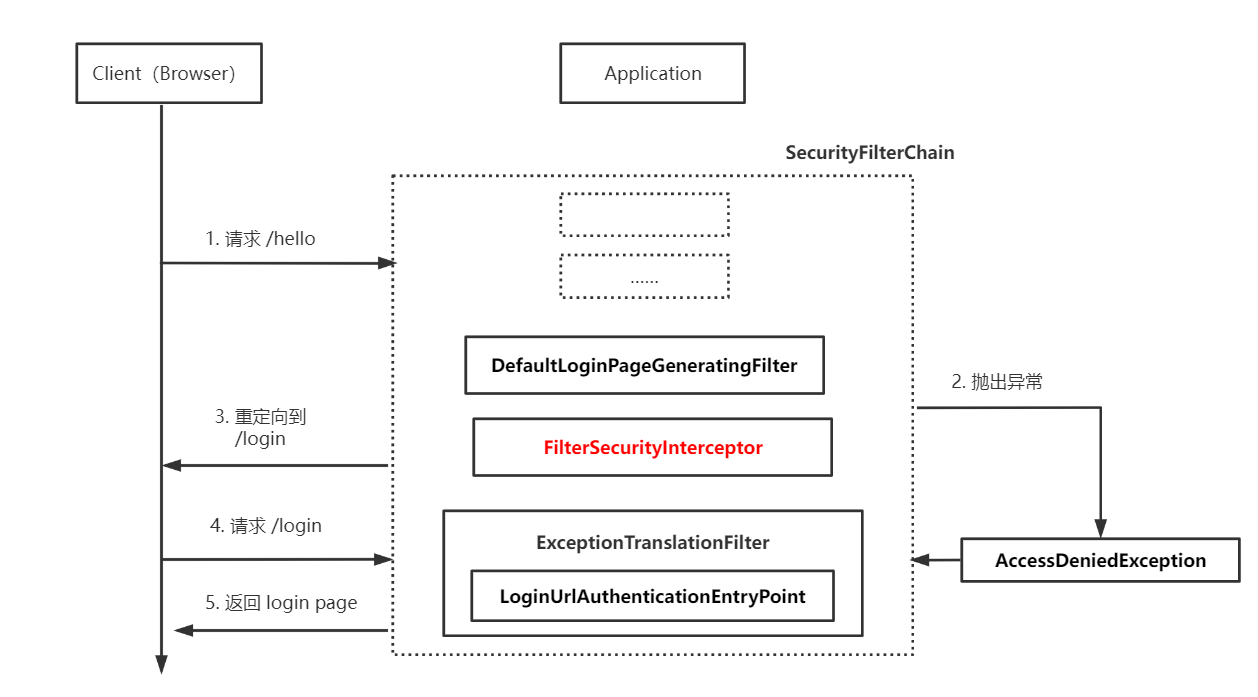 Client（Browser）
Application
SecurityFilterChain
1. 请求 /hello
......
DefaultLoginPageGeneratingFilter
2. 抛出异常
3. 重定向到
/login
FilterSecurityInterceptor
4. 请求 /login
ExceptionTranslationFilter
AccessDeniedException
LoginUrlAuthenticationEntryPoint
5. 返回 login page